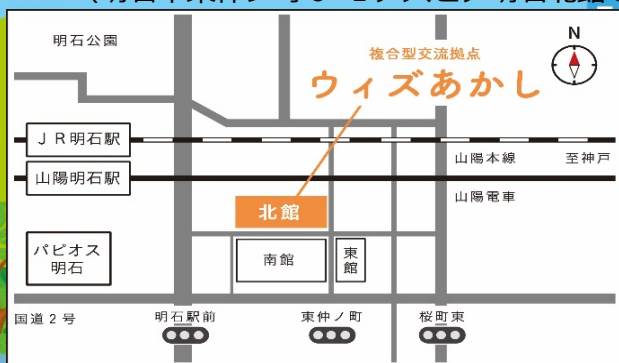 明石公園
N
複合型交流拠点
ウィズあかし
JR明石駅
山陽本線
至神戸
山陽明石駅
山陽電車
北館
パピオス
明石
南館
東館
国道2号
明石駅前
東仲ノ町
桜町東